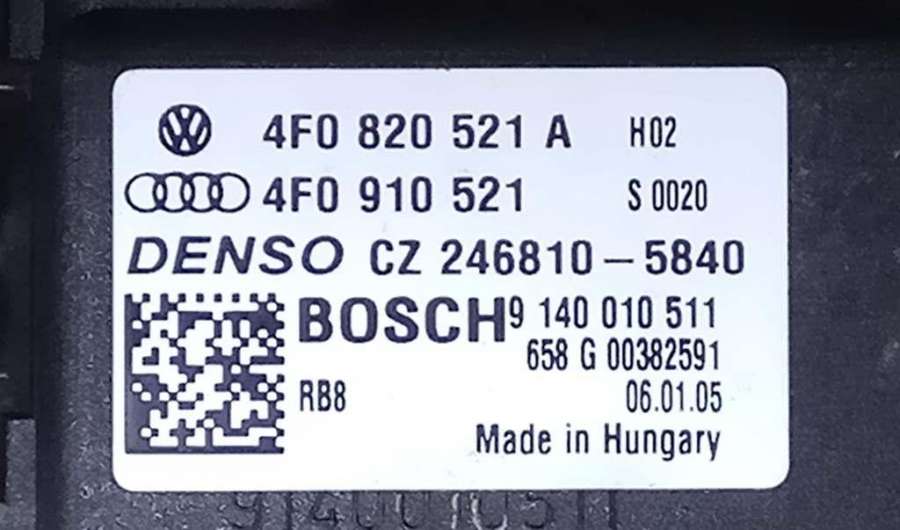 4F0 820 521 A H02
4F0 910 521 S 0020
DENSO CZ 246810-5840
BOSCH 9 140 010 511
658 G 00382591
RB8 06.01.05
Made in Hungary